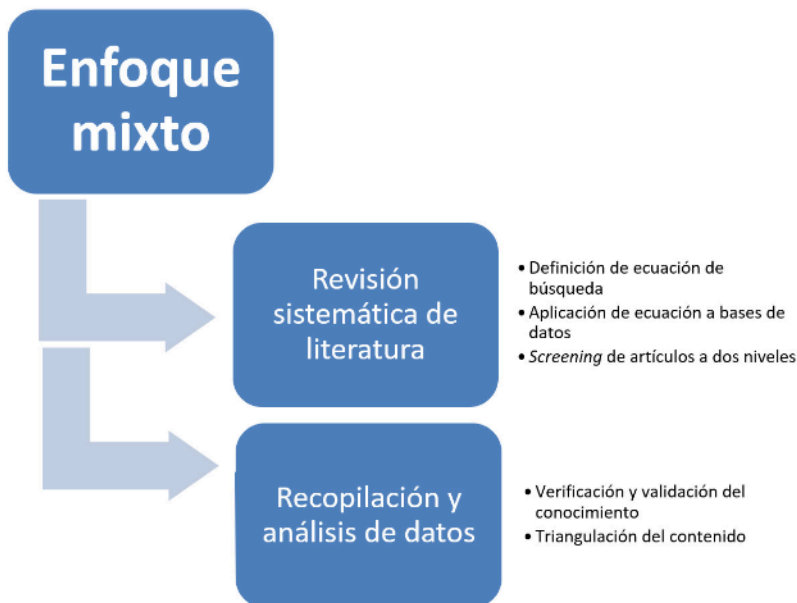 Enfoque
mixto
Revisión
sistemática de
literatura
• Definición de ecuación de
búsqueda
• Aplicación de ecuación a bases de
datos
• Screening de artículos a dos niveles
Recopilación y
análisis de datos
• Verificación y validación del
conocimiento
• Triangulación del contenido